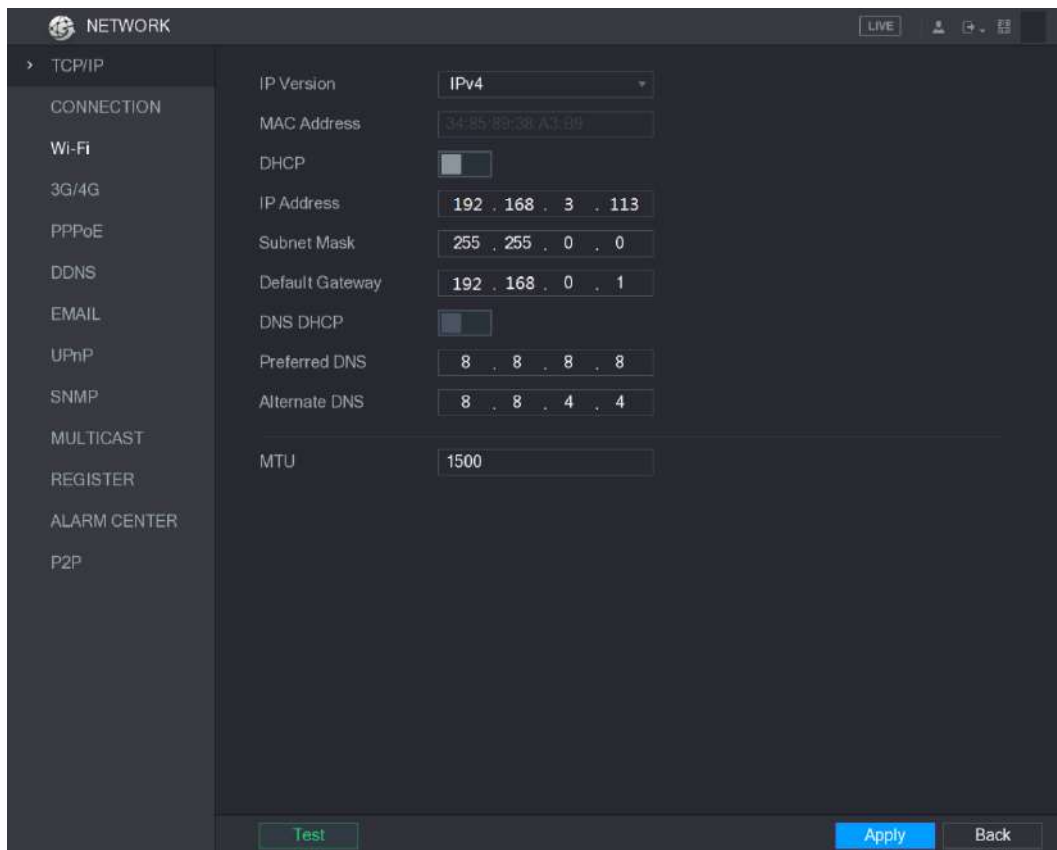 NETWORK
LIVE
TCP/IP
CONNECTION
Wi-Fi
3G/4G
PPPoE
DDNS
EMAIL
UPnP
SNMP
MULTICAST
REGISTER
ALARM CENTER
P2P
IP Version IPv4
MAC Address
DHCP
IP Address 192 . 168 . 3 . 113
Subnet Mask 255 . 255 . 0 . 0
Default Gateway 192 . 168 . 0 . 1
DNS DHCP
Preferred DNS 8 . 8 . 8 . 8
Alternate DNS 8 . 8 . 4 . 4
MTU 1500
Test
Apply
Back